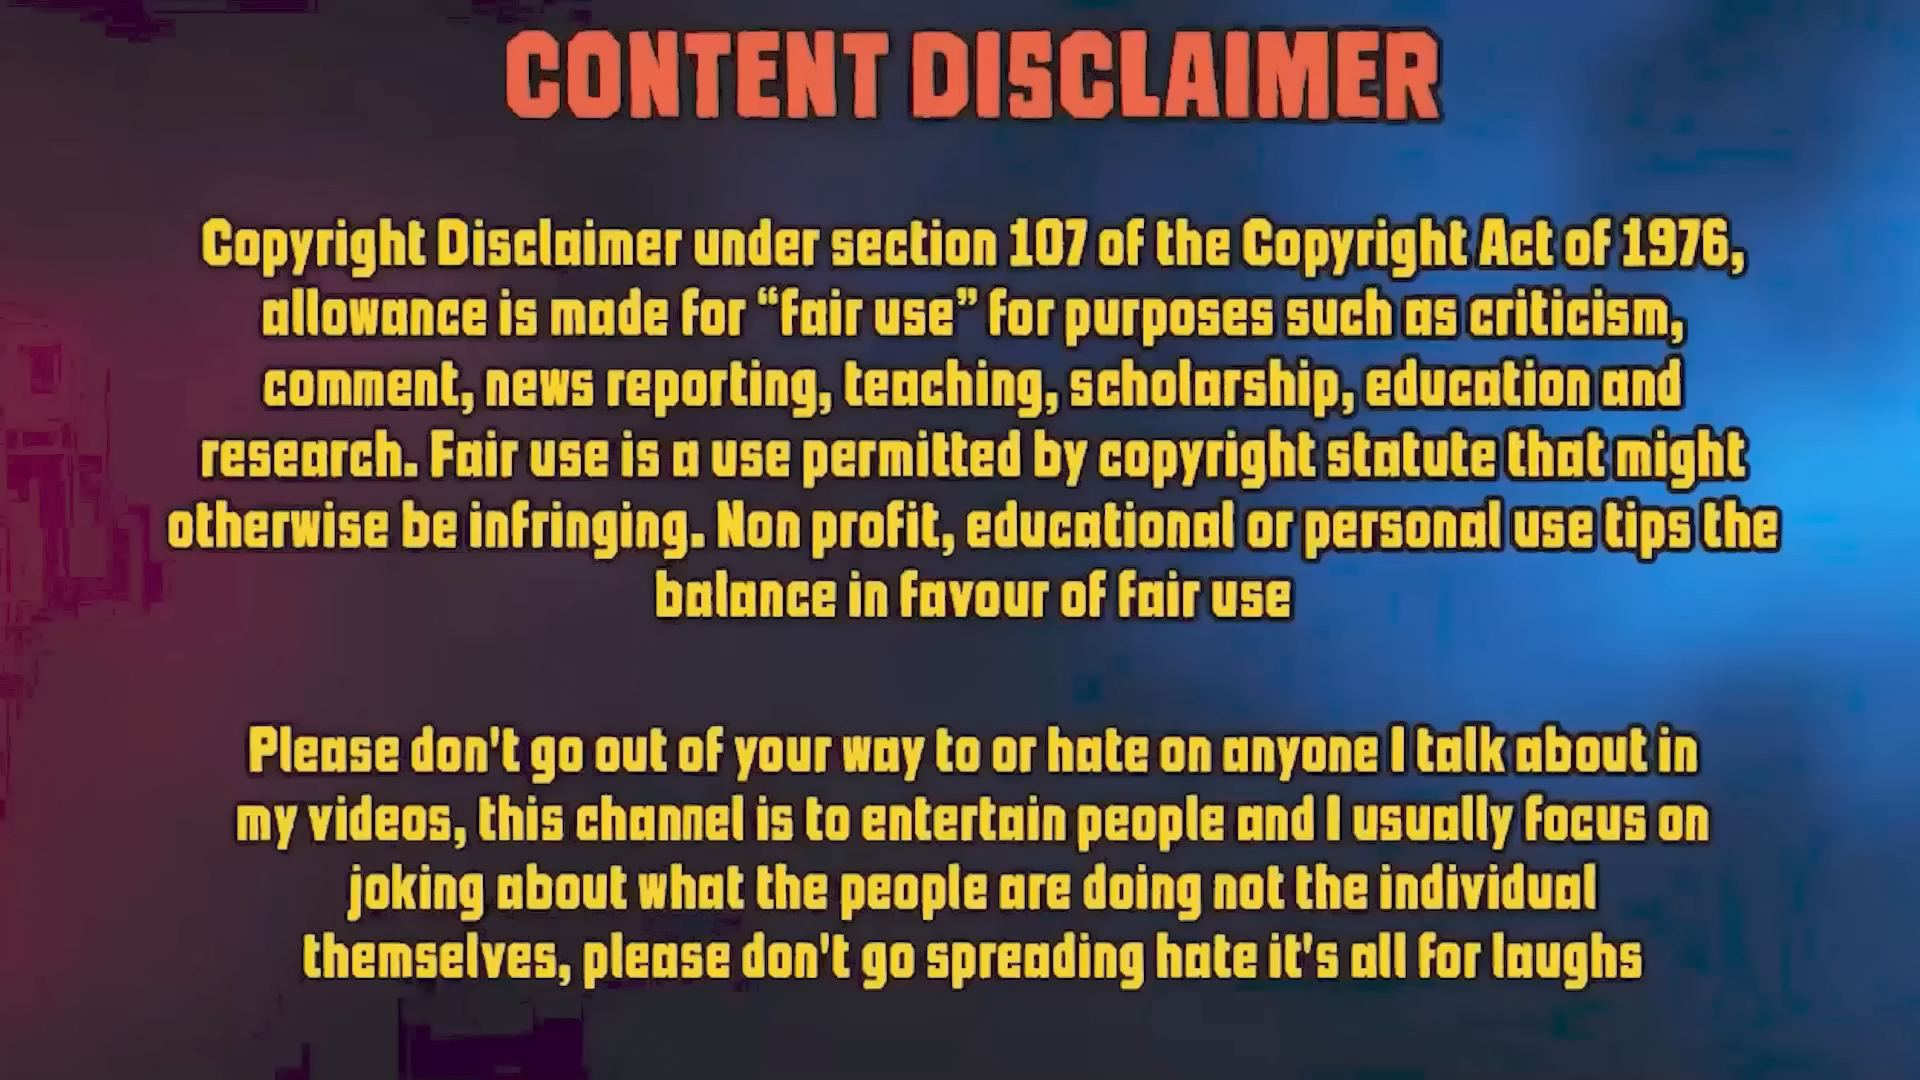 CONTENT DISCLAIMER
Copyright Disclaimer under section 107 of the Copyright Act of 1976,
allowance is made for “fair use” for purposes such as criticism,
comment, news reporting, teaching, scholarship, education and
research. Fair use is a use permitted by copyright statute that might
otherwise be infringing. Non profit, educational or personal use tips the
balance in favour of fair use
Please don't go out of your way to or hate on anyone I talk about in
my videos, this channel is to entertain people and I usually focus on
joking about what the people are doing not the individual
themselves, please don't go spreading hate it's all for laughs